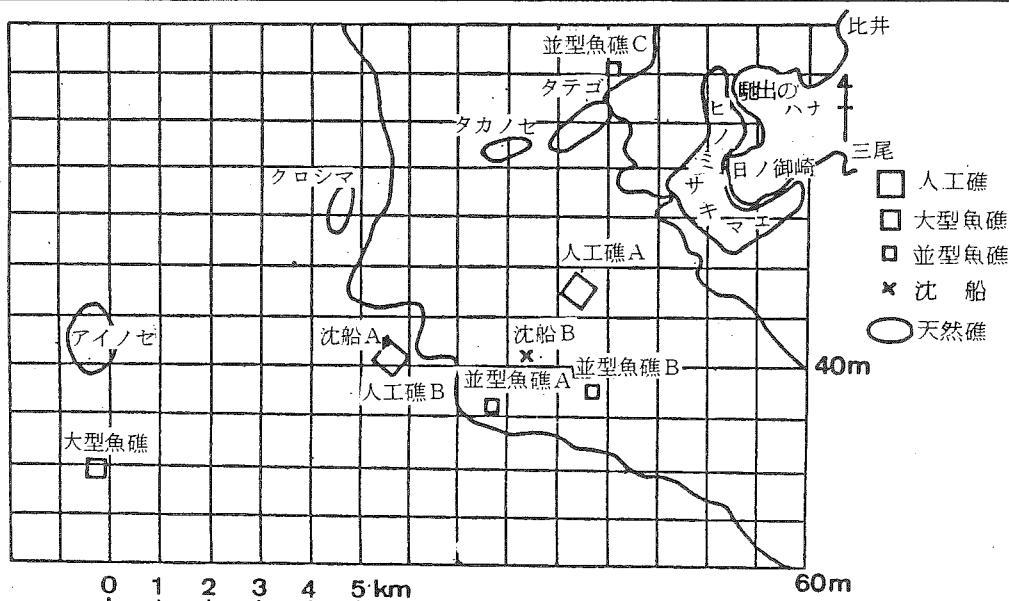 比井
並型魚礁C
馳出の
ハナ
タテゴ
タカノセ
ヒノミサキマエ
日ノ御崎
三尾
クロシマ
人工礁
大型魚礁
並型魚礁
沈船
天然礁
人工礁A
アイノセ
沈船A
沈船B
人工礁B
並型魚礁A
並型魚礁B
40m
大型魚礁
0 1 2 3 4 5 km
60m